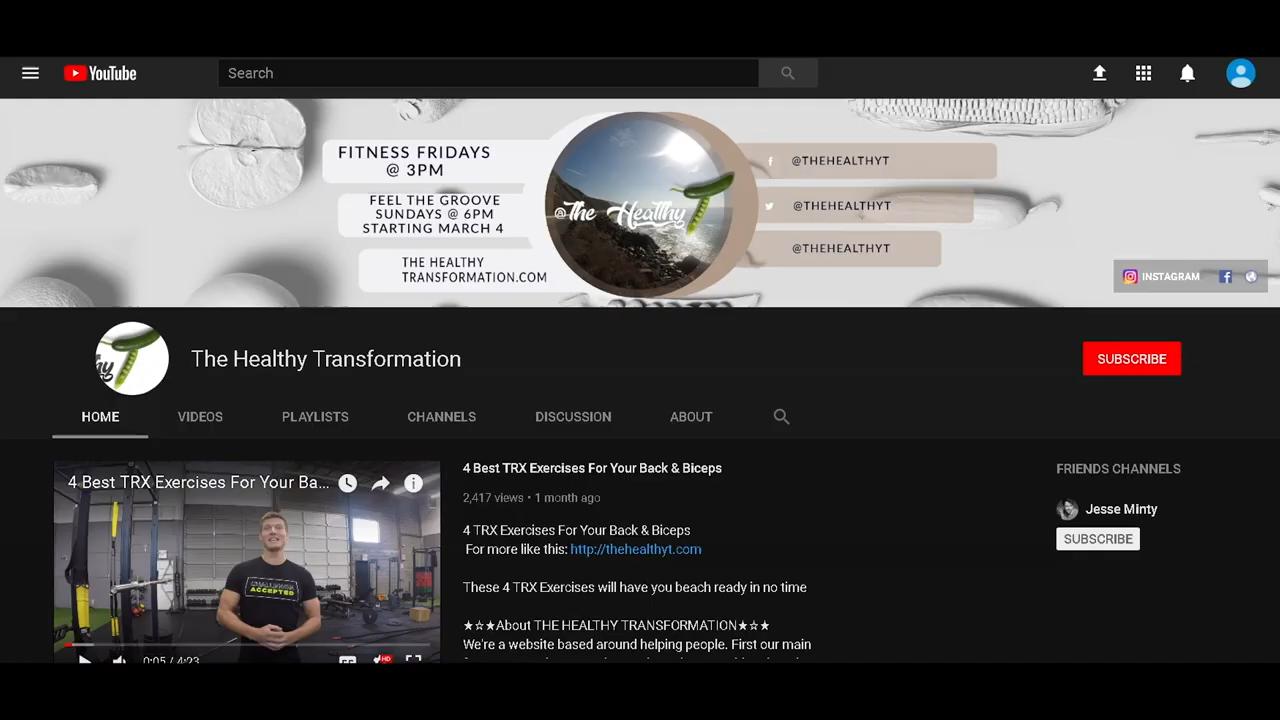 YouTube
Search
FITNESS FRIDAYS
@ 3PM
FEEL THE GROOVE
SUNDAYS @ 6PM
STARTING MARCH 4
THE HEALTHY
TRANSFORMATION.COM
@The Healthy T
@THEHEALTHYT
@THEHEALTHYT
@THEHEALTHYT
INSTAGRAM
The Healthy Transformation
SUBSCRIBE
HOME VIDEOS PLAYLISTS CHANNELS DISCUSSION ABOUT
4 Best TRX Exercises For Your Ba...
ACCEPTED
0:05 / 4:23
HD
4 Best TRX Exercises For Your Back & Biceps
2,417 views • 1 month ago
4 TRX Exercises For Your Back & Biceps
For more like this: http://thehealthyt.com
These 4 TRX Exercises will have you beach ready in no time
★☆★About THE HEALTHY TRANSFORMATION★☆★
We're a website based around helping people. First our main
FRIENDS CHANNELS
Jesse Minty
SUBSCRIBE